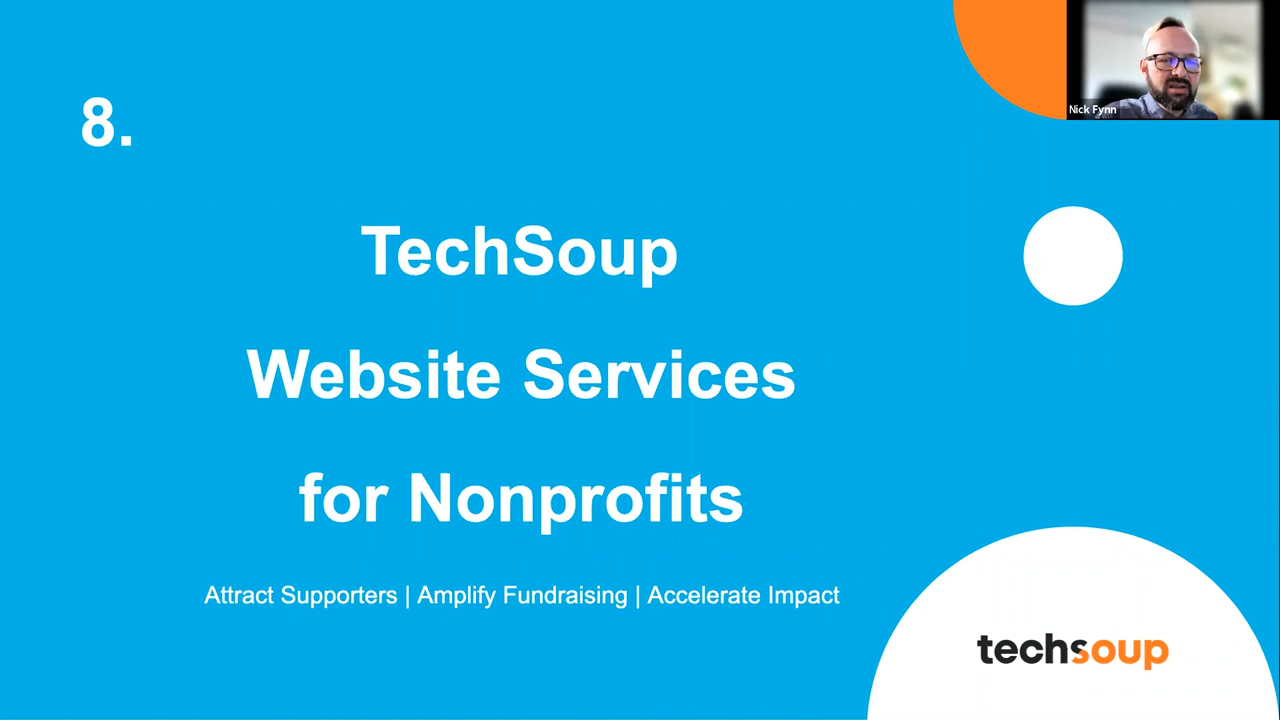 8.
Nick Fynn
TechSoup
Website Services
for Nonprofits
Attract Supporters | Amplify Fundraising | Accelerate Impact
techsoup